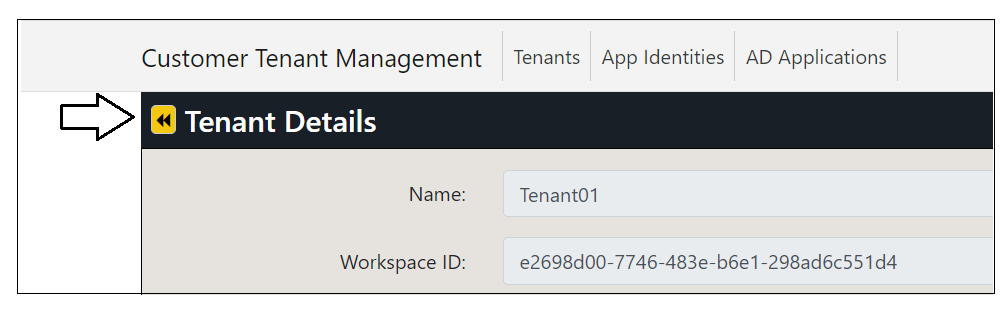 Customer Tenant Management Tenants App Identities AD Applications
Tenant Details
Name: Tenant01
Workspace ID: e2698d00-7746-483e-b6e1-298ad6c551d4